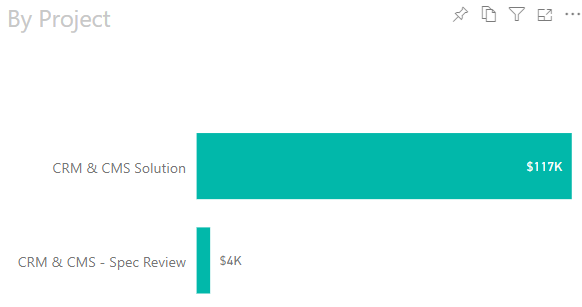 By Project
CRM & CMS Solution
$117K
CRM & CMS - Spec Review
$4K